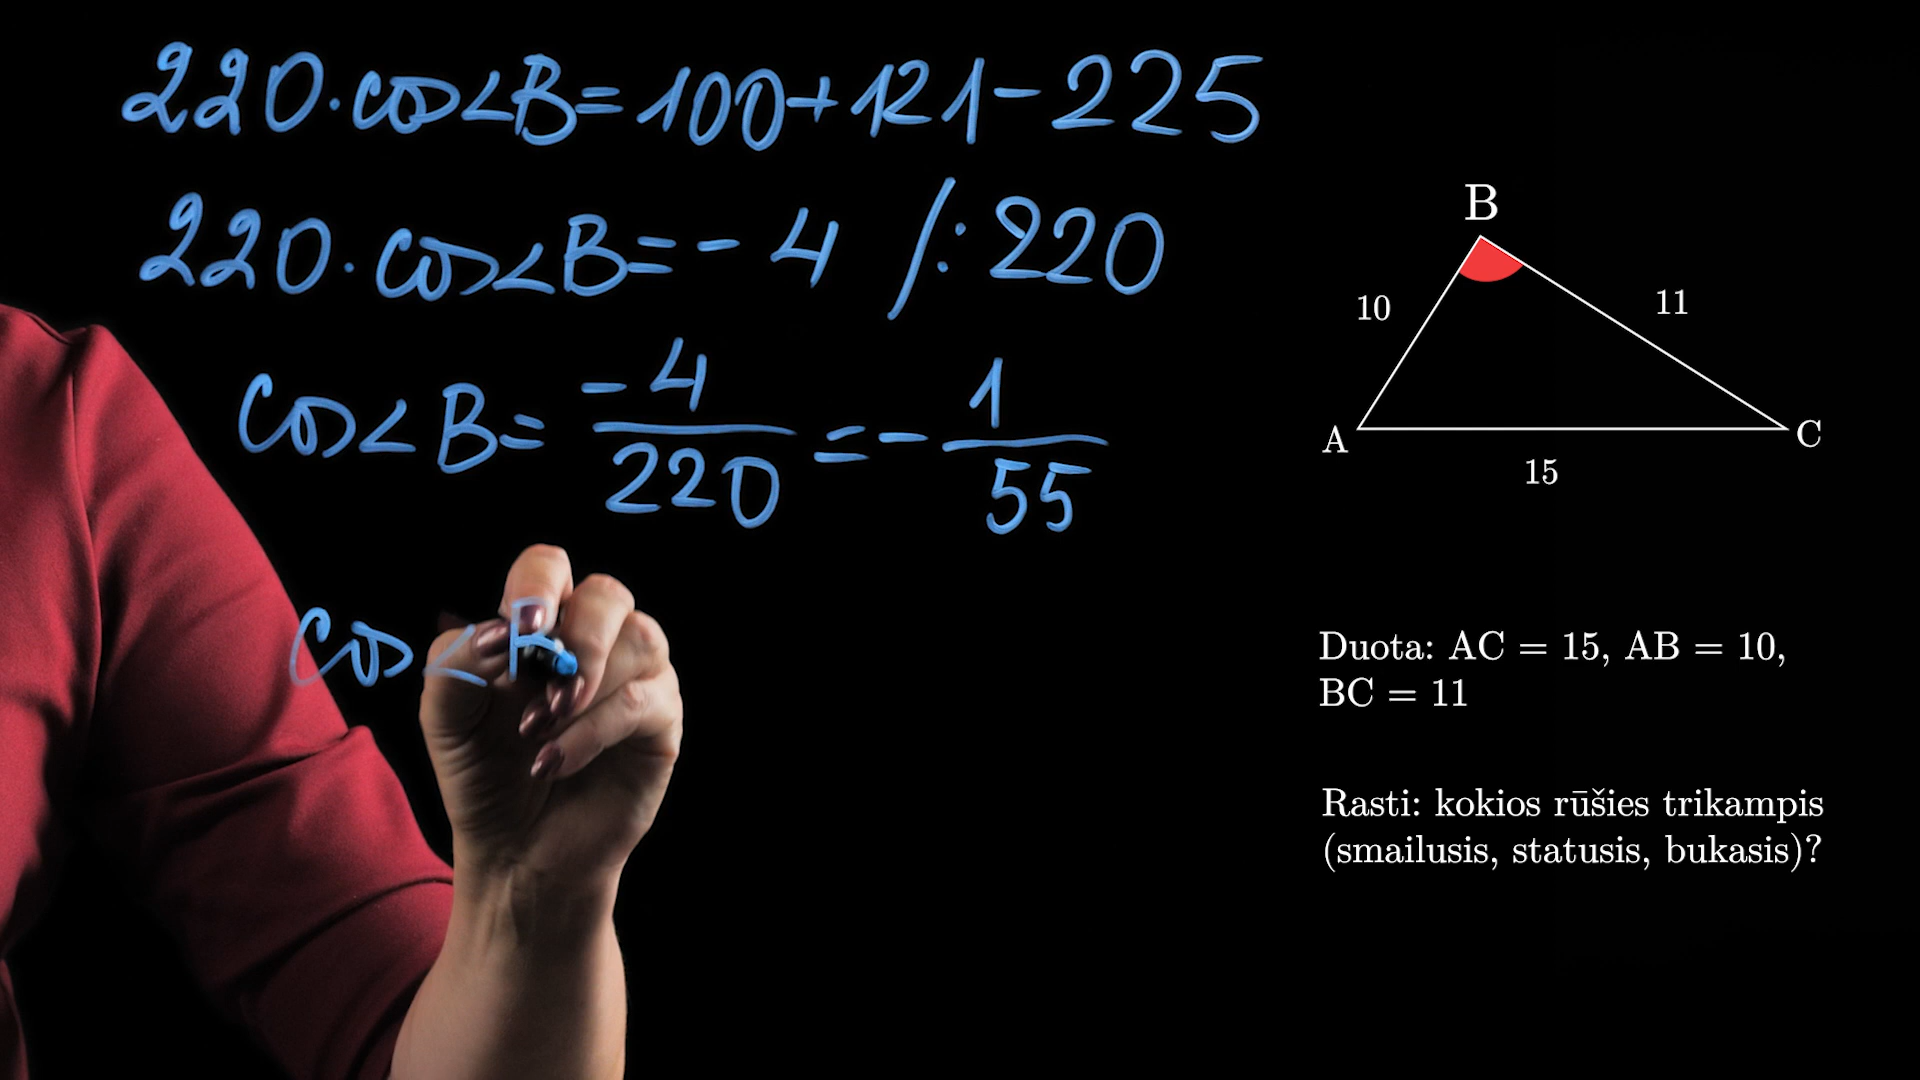 220·cos<B=100+121-225
220·cos<B=-4 /:220
cos<B= -4/220 =- 1/55
cos<B
B
10
11
A
C
15
Duota: AC = 15, AB = 10,
BC = 11
Rasti: kokios rūšies trikampis
(smailusis, statusis, bukasis)?